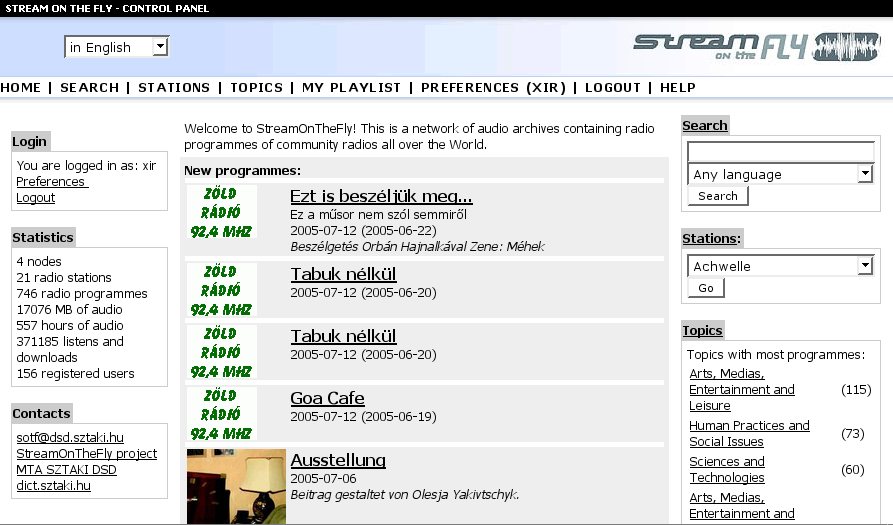 STREAM ON THE FLY - CONTROL PANEL
in English
STREAM ON the FLY
HOME | SEARCH | STATIONS | TOPICS | MY PLAYLIST | PREFERENCES (XIR) | LOGOUT | HELP
Login
You are logged in as: xir
Preferences
Logout
Statistics
4 nodes
21 radio stations
746 radio programmes
17076 MB of audio
557 hours of audio
371185 listens and
downloads
156 registered users
Contacts
sotf@dsd.sztaki.hu
StreamOnTheFly project
MTA SZTAKI DSD
dict.sztaki.hu
Welcome to StreamOnTheFly! This is a network of audio archives containing radio
programmes of community radios all over the World.
New programmes:
ZÖLD
RÁDIÓ
92,4 MHZ
Ezt is beszéljük meg...
Ez a műsor nem szól semmiről
2005-07-12 (2005-06-22)
Beszélgetés Orbán Hajnalkával Zene: Méhek
ZÖLD
RÁDIÓ
92,4 MHZ
Tabuk nélkül
2005-07-12 (2005-06-20)
ZÖLD
RÁDIÓ
92,4 MHZ
Tabuk nélkül
2005-07-12 (2005-06-20)
ZÖLD
RÁDIÓ
92,4 MHZ
Goa Cafe
2005-07-12 (2005-06-19)
Ausstellung
2005-07-06
Beitrag gestaltet von Olesja Yakivtschyk.
Search
Any language
Search
Stations:
Achwelle
Go
Topics
Topics with most programmes:
Arts, Medias,
Entertainment and
Leisure
(115)
Human Practices and
Social Issues
(73)
Sciences and
Technologies
(60)
Arts, Medias,
Entertainment and